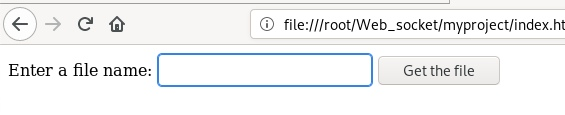 file:///root/Web_socket/myproject/index.ht
Enter a file name: Get the file